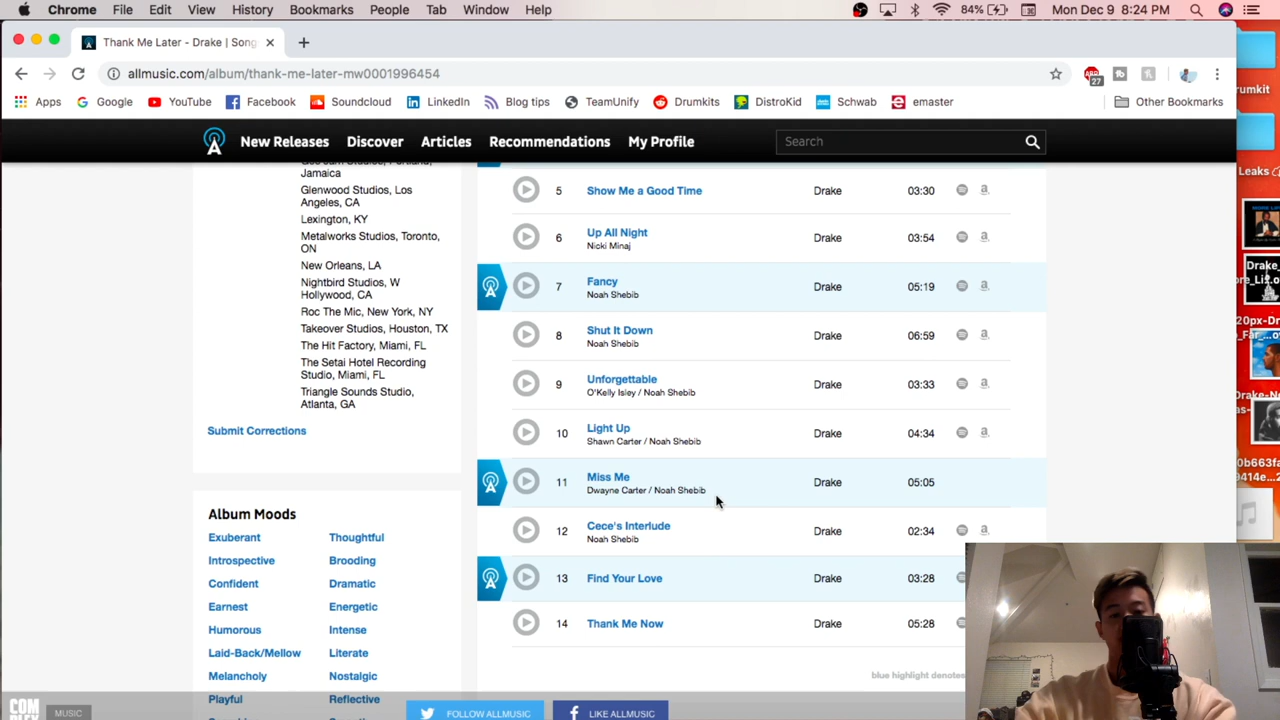 Chrome File Edit View History Bookmarks People Tab Window Help 84% Mon Dec 9 8:24 PM
Thank Me Later - Drake | Song
allmusic.com/album/thank-me-later-mw0001996454
27
Apps Google YouTube Facebook Soundcloud LinkedIn Blog tips TeamUnify Drumkits DistroKid Schwab emaster Other Bookmarks
rumkit
New Releases Discover Articles Recommendations My Profile Search
Leaks
Jamaica
Glenwood Studios, Los
Angeles, CA
Lexington, KY
Metalworks Studios, Toronto,
ON
New Orleans, LA
Nightbird Studios, W
Hollywood, CA
Roc The Mic, New York, NY
Takeover Studios, Houston, TX
The Hit Factory, Miami, FL
The Setai Hotel Recording
Studio, Miami, FL
Triangle Sounds Studio,
Atlanta, GA
Submit Corrections
Album Moods
Exuberant Thoughtful
Introspective Brooding
Confident Dramatic
Earnest Energetic
Humorous Intense
Laid-Back/Mellow Literate
Melancholy Nostalgic
Playful Reflective
5 Show Me a Good Time Drake 03:30
6 Up All Night Drake 03:54
Nicki Minaj
7 Fancy Drake 05:19
Noah Shebib
8 Shut It Down Drake 06:59
Noah Shebib
9 Unforgettable Drake 03:33
O'Kelly Isley / Noah Shebib
10 Light Up Drake 04:34
Shawn Carter / Noah Shebib
11 Miss Me Drake 05:05
Dwayne Carter / Noah Shebib
12 Cece's Interlude Drake 02:34
Noah Shebib
13 Find Your Love Drake 03:28
14 Thank Me Now Drake 05:28
blue highlight denotes
MUSIC
FOLLOW ALLMUSIC LIKE ALLMUSIC